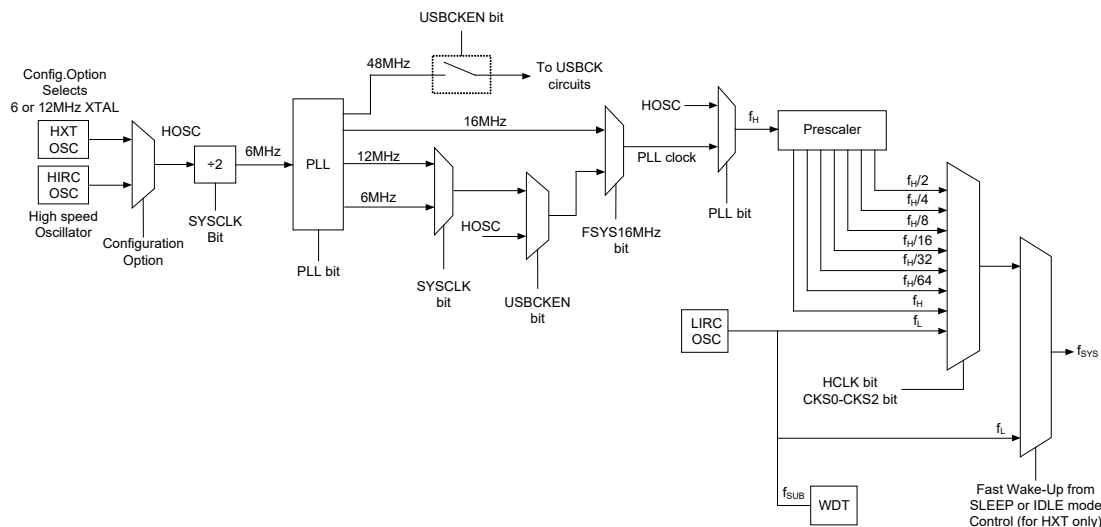 USBCKEN bit
48MHz
To USBCK
circuits
Config.Option
Selects
6 or 12MHz XTAL
HXT
OSC
HIRC
OSC
High speed
Oscillator
HOSC
Configuration
Option
÷2
SYSCLK
Bit
6MHz
PLL
PLL bit
16MHz
12MHz
6MHz
SYSCLK
bit
HOSC
USBCKEN
bit
FSYS16MHz
bit
PLL clock
HOSC
PLL bit
fH
Prescaler
fH/2
fH/4
fH/8
fH/16
fH/32
fH/64
fH
fL
LIRC
OSC
HCLK bit
CKS0-CKS2 bit
fSYS
fL
fSUB
WDT
Fast Wake-Up from
SLEEP or IDLE mode
Control (for HXT only)